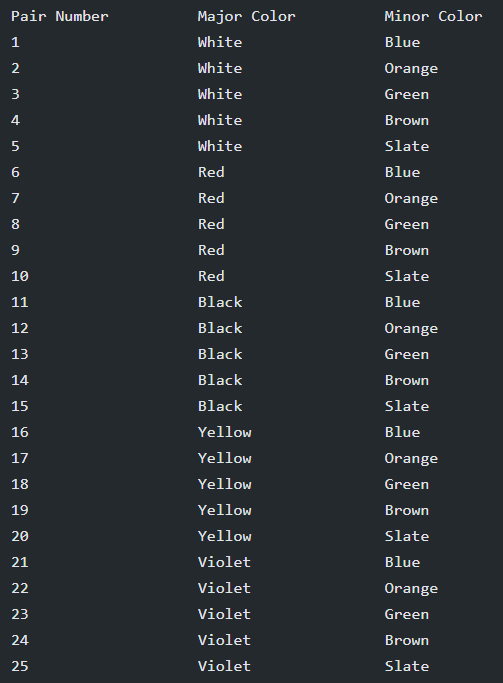 Pair Number Major Color Minor Color
1 White Blue
2 White Orange
3 White Green
4 White Brown
5 White Slate
6 Red Blue
7 Red Orange
8 Red Green
9 Red Brown
10 Red Slate
11 Black Blue
12 Black Orange
13 Black Green
14 Black Brown
15 Black Slate
16 Yellow Blue
17 Yellow Orange
18 Yellow Green
19 Yellow Brown
20 Yellow Slate
21 Violet Blue
22 Violet Orange
23 Violet Green
24 Violet Brown
25 Violet Slate